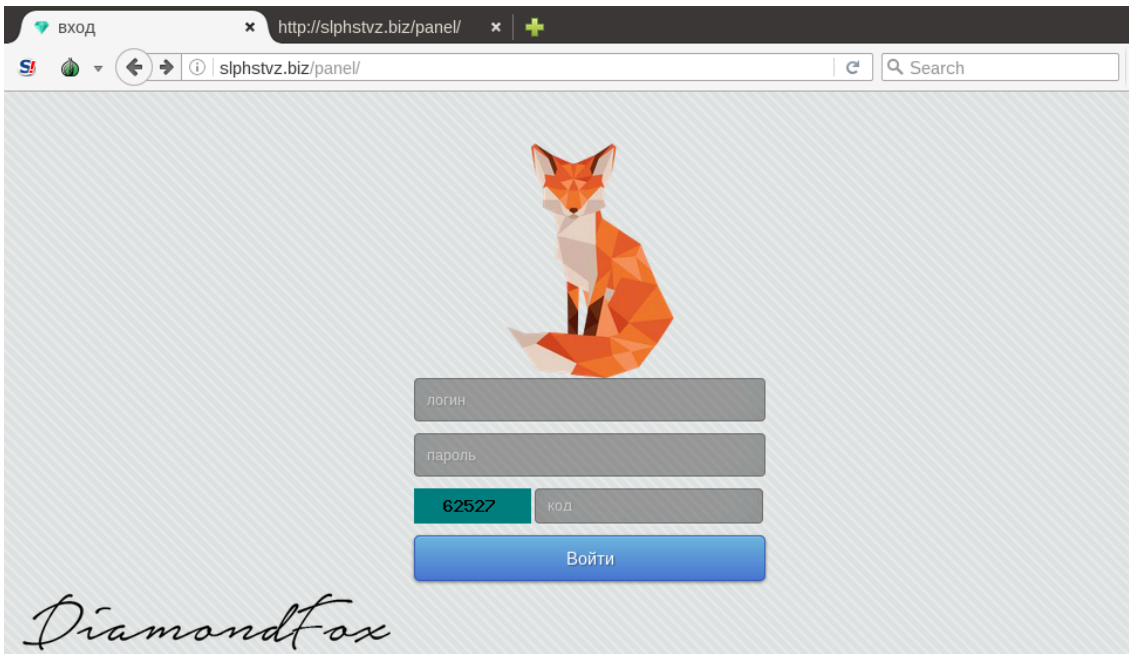 вход
http://slphstvz.biz/panel/
S!
slphstvz.biz/panel/
Search
логин
пароль
62527
код
Войти
DiamondFox